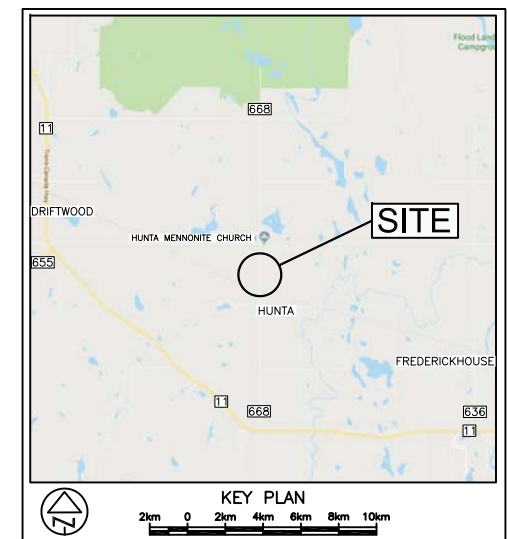 Flood Land
Campgro
668
11
Trans-Canada Hwy
DRIFTWOOD
SITE
HUNTA MENNONITE CHURCH
655
HUNTA
FREDERICKHOUSE
11
668
636
11
N
KEY PLAN
2km 0 2km 4km 6km 8km 10km